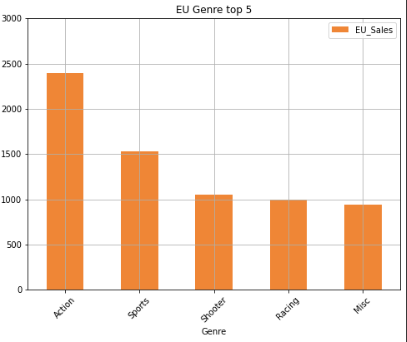 EU Genre top 5
EU_Sales
3000
2500
2000
1500
1000
500
0
Action
Sports
Shooter
Racing
Misc
Genre